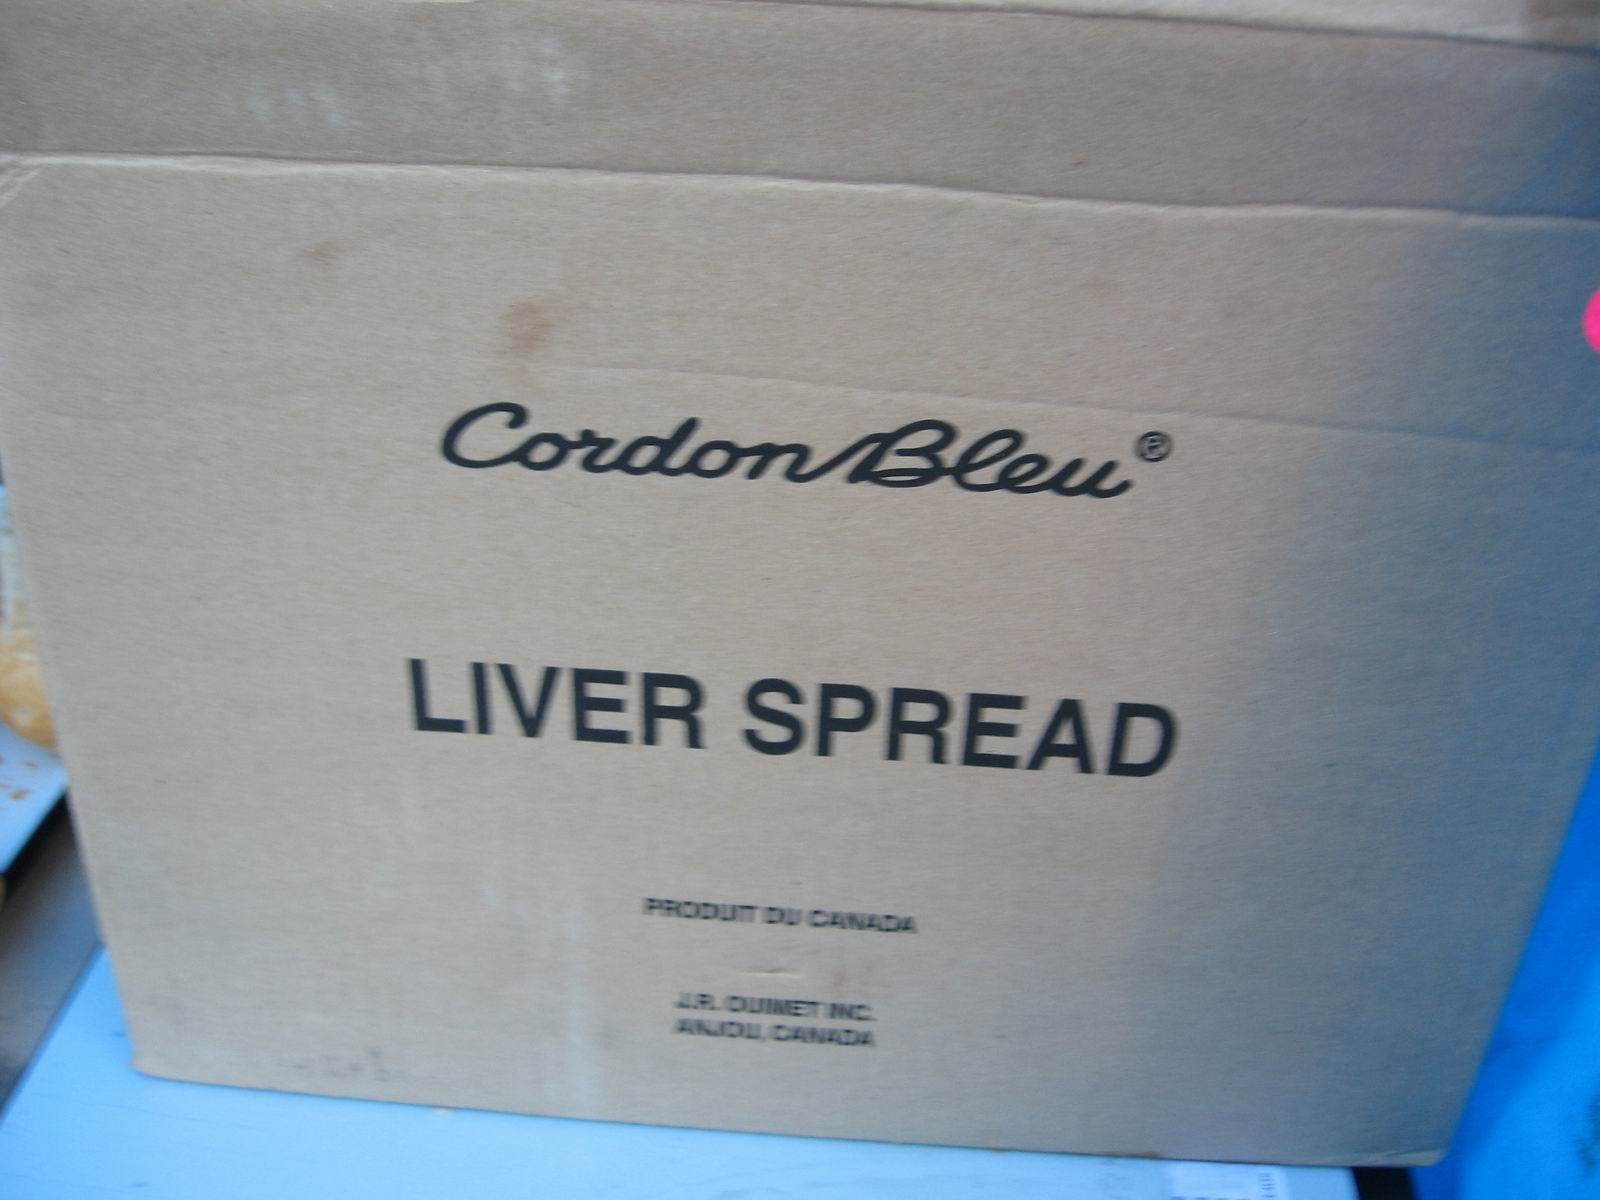 Cordon Bleu®
LIVER SPREAD
PRODUIT DU CANADA
J.R. OUIMET INC.
ANJOU, CANADA